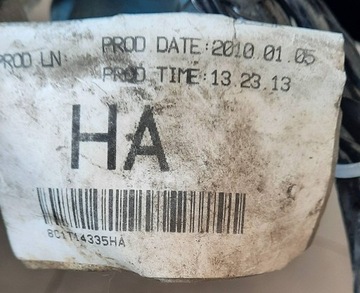 PROD DATE:2010.01.05
PROD LN: PROD TIME:13.23.13
HA
8C1T14335HA